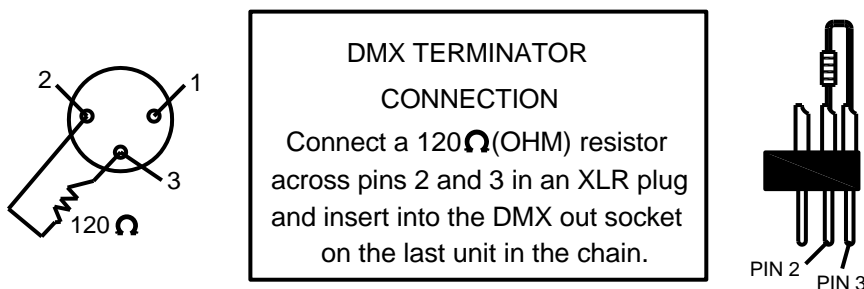 2
1
3
120 Ω
DMX TERMINATOR
CONNECTION
Connect a 120Ω(OHM) resistor
across pins 2 and 3 in an XLR plug
and insert into the DMX out socket
on the last unit in the chain.
PIN 2
PIN 3